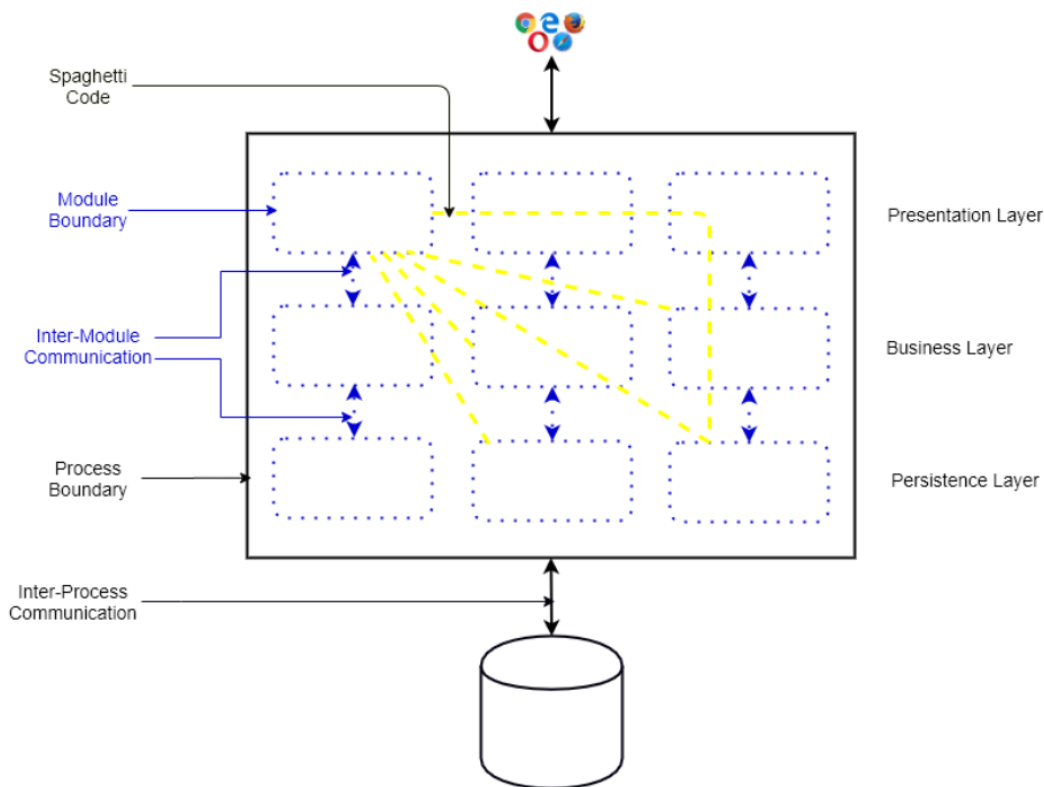 Spaghetti
Code
Module
Boundary
Presentation Layer
Inter-Module
Communication
Business Layer
Process
Boundary
Persistence Layer
Inter-Process
Communication